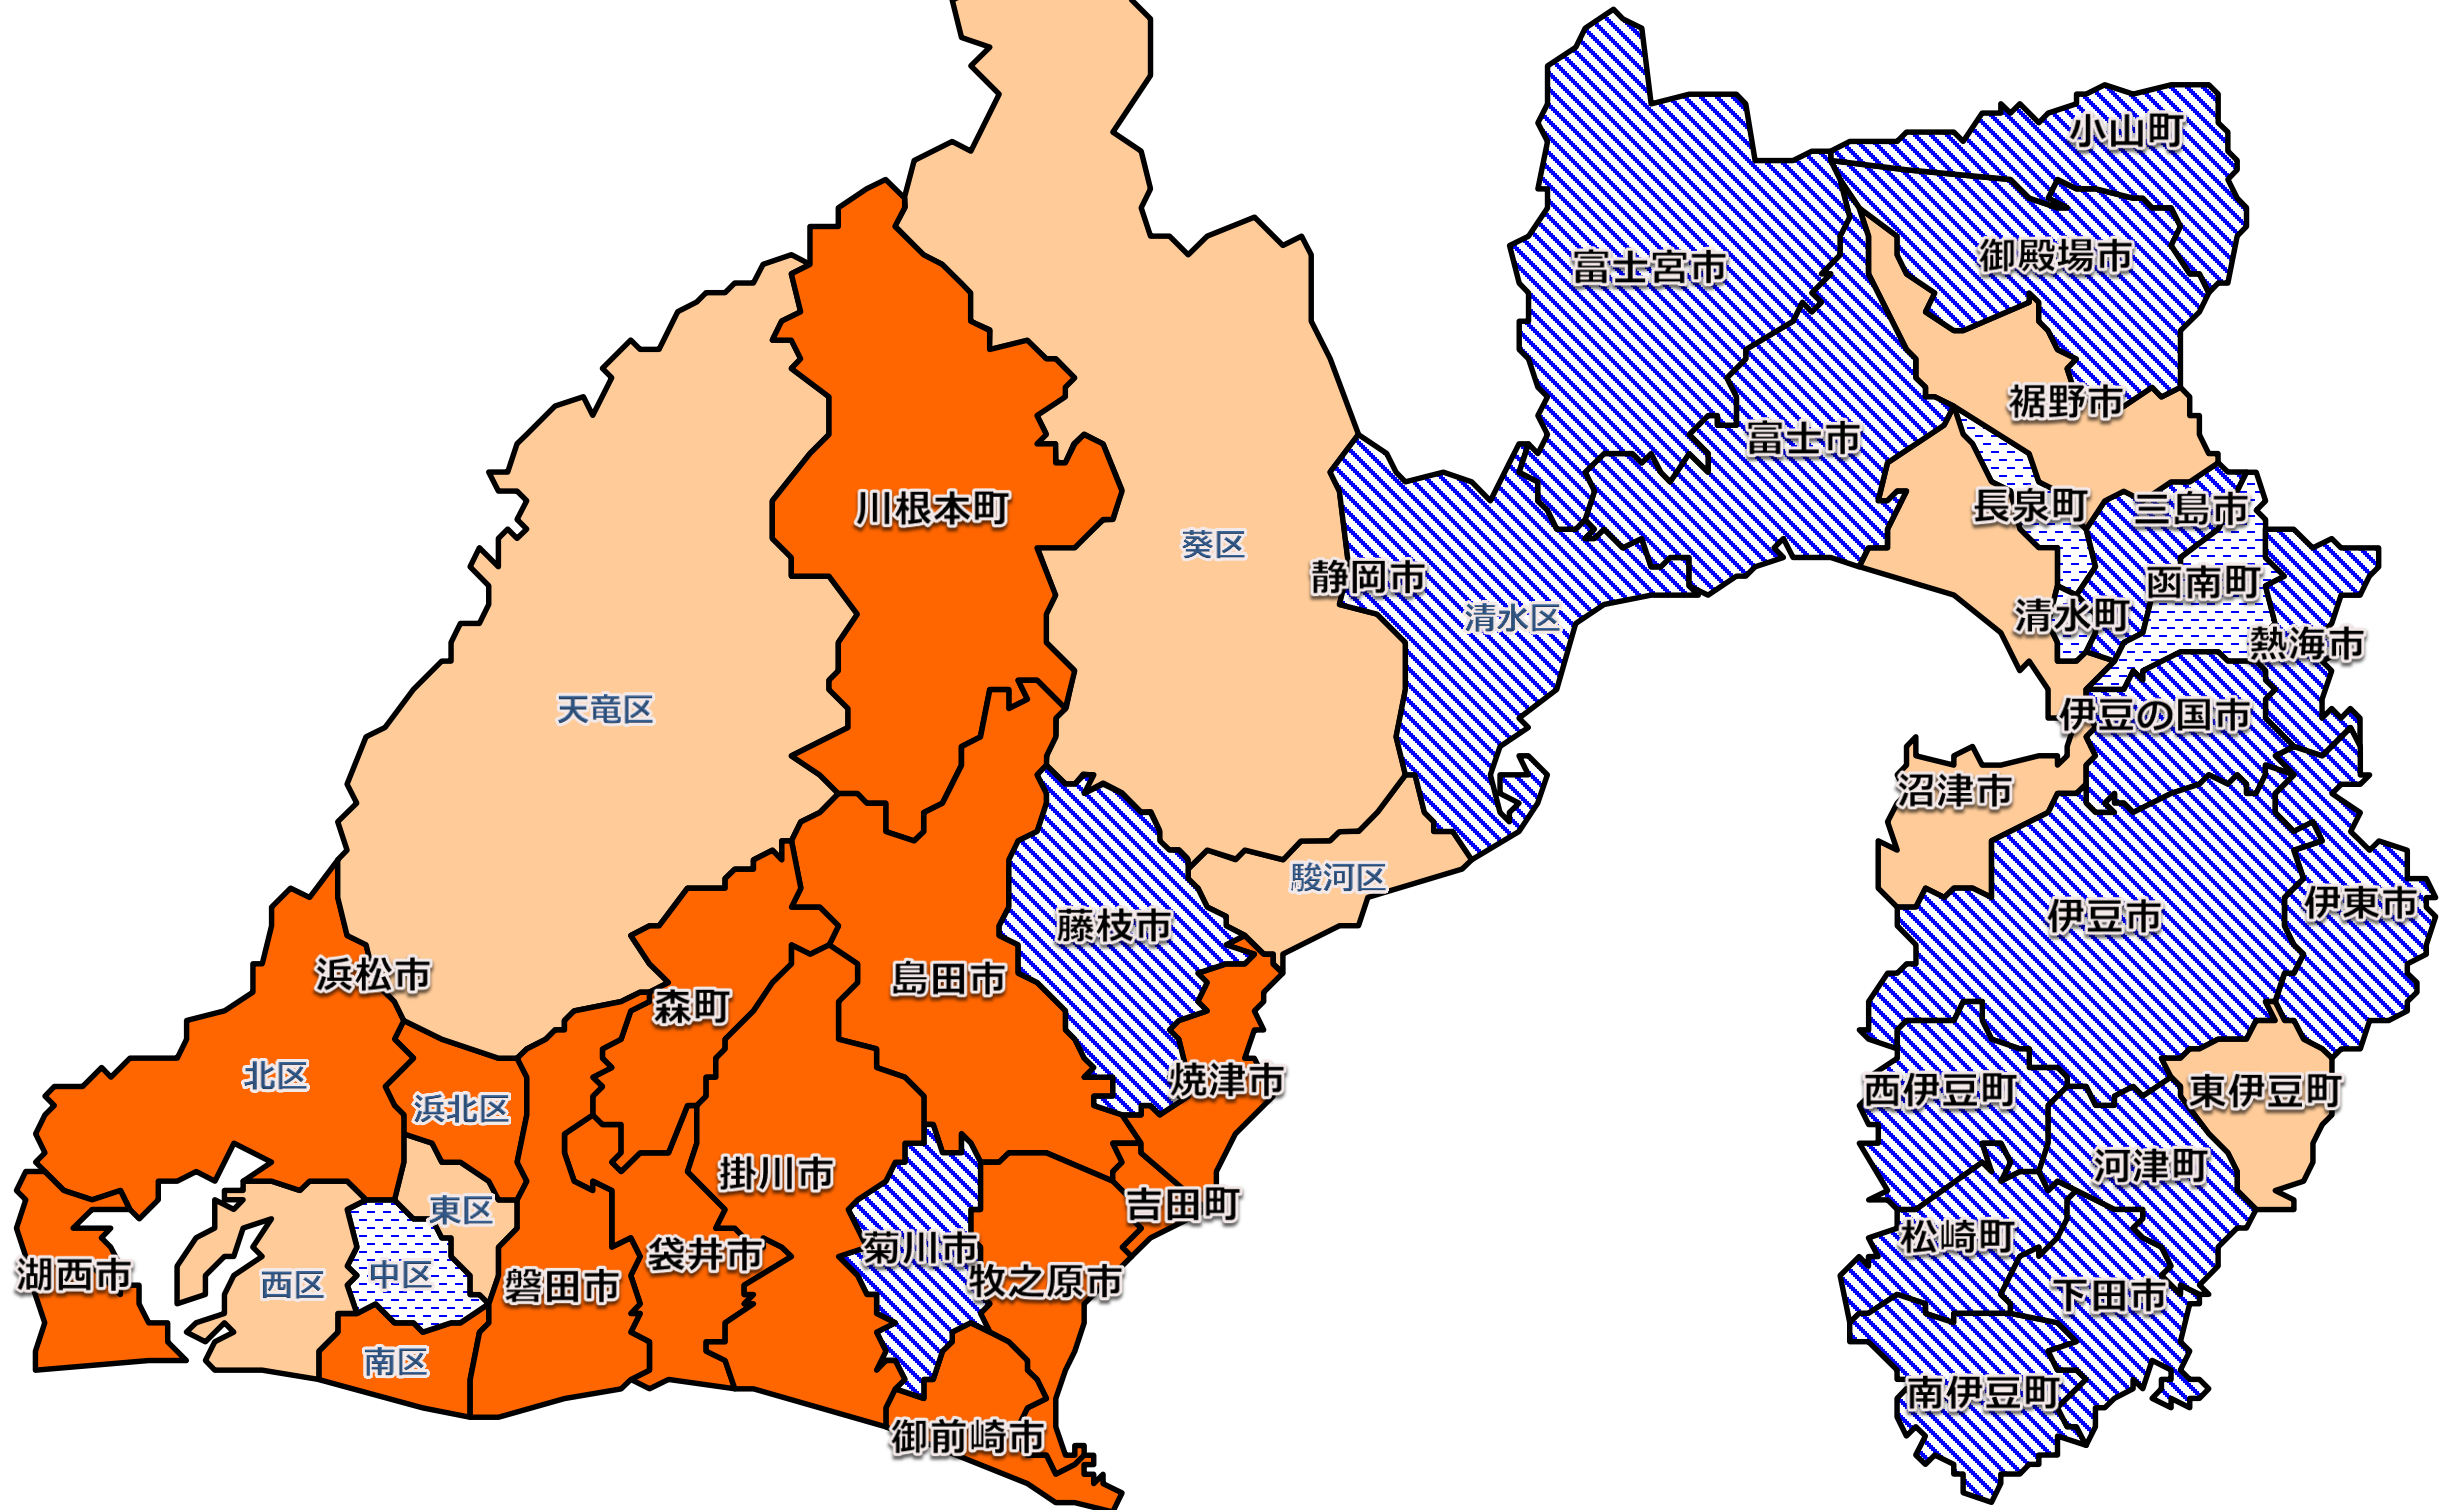 小山町
御殿場市
富士宮市
裾野市
富士市
川根本町
長泉町
三島市
葵区
静岡市
函南町
清水区
清水町
熱海市
天竜区
伊豆の国市
沼津市
駿河区
伊東市
藤枝市
伊豆市
浜松市
島田市
森町
北区
焼津市
西伊豆町
東伊豆町
浜北区
掛川市
河津町
東区
吉田町
松崎町
菊川市
袋井市
湖西市
西区
中区
磐田市
牧之原市
下田市
南区
南伊豆町
御前崎市